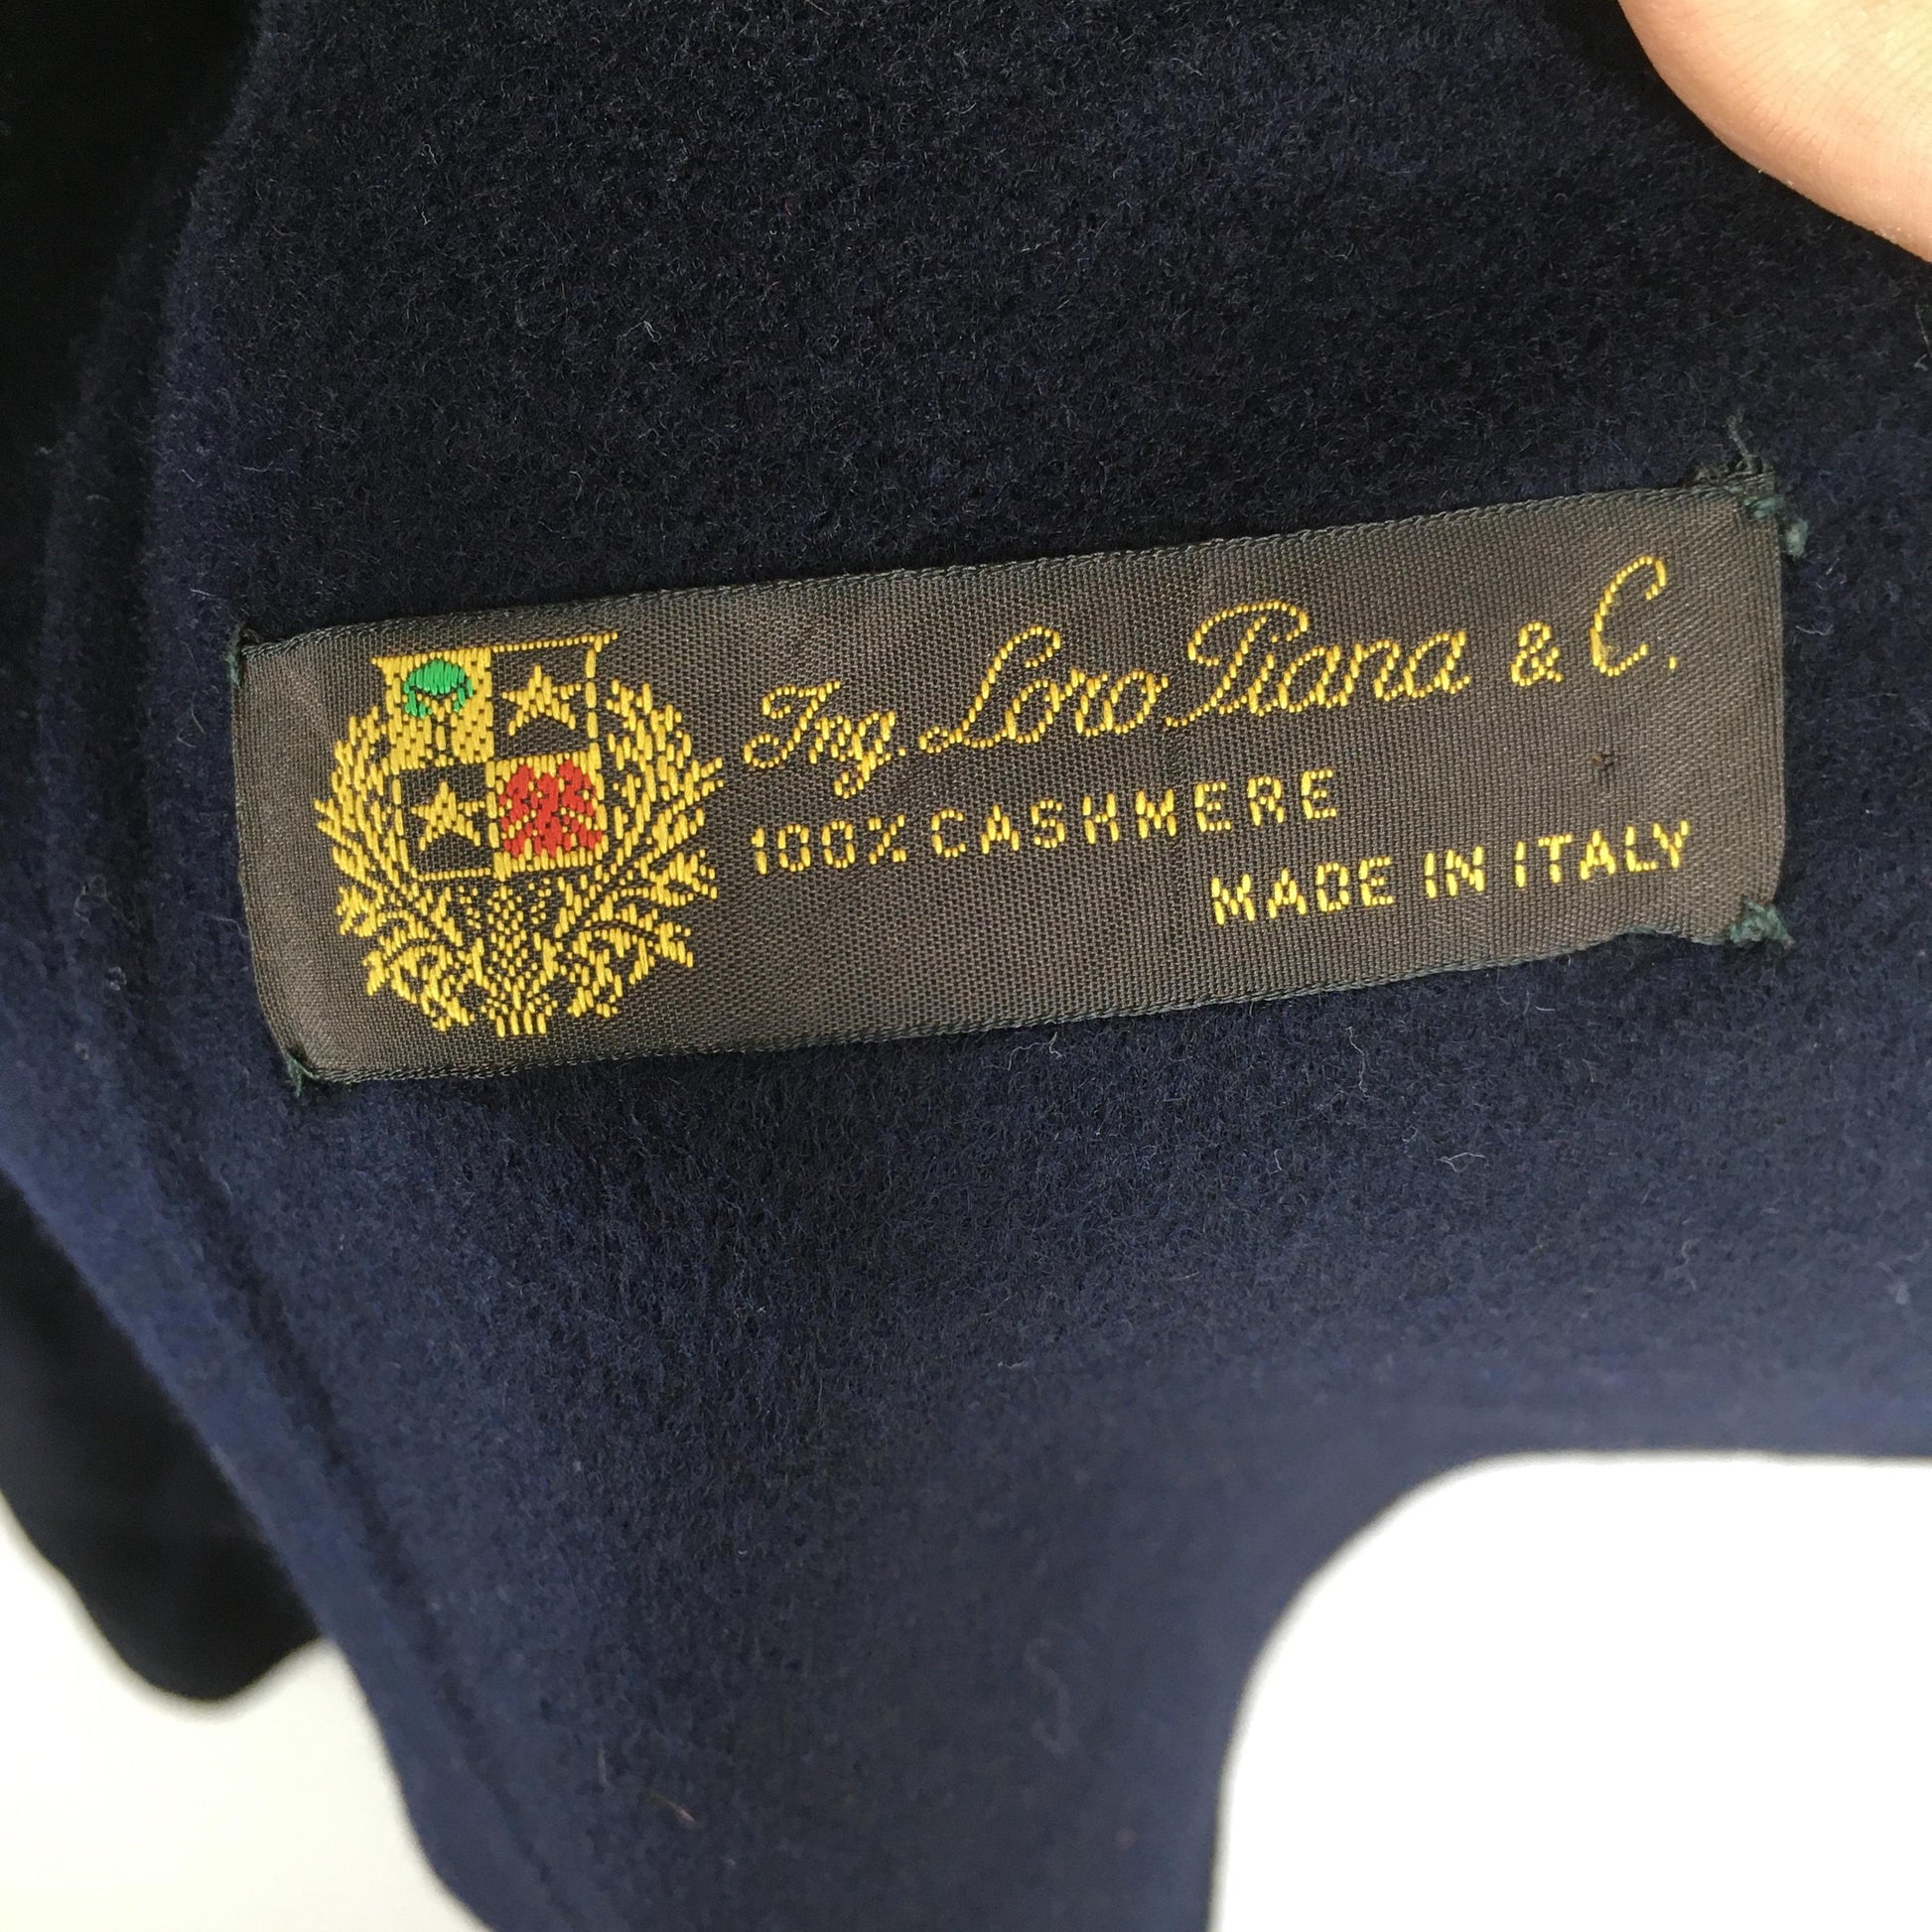 Ing. Loro Piana & C.
100% CASHMERE
MADE IN ITALY